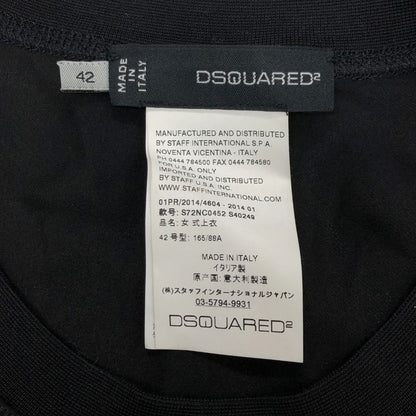 42
MADE IN ITALY
DSQUARED²
MANUFACTURED AND DISTRIBUTED
BY STAFF INTERNATIONAL S.P.A.
NOVENTA VICENTINA - ITALY
PH 0444 784500 FAX 0444 784580
FOR U.S.A. ONLY
IMPORTED AND DISTRIBUTED
BY STAFF U.S.A. INC.
WWW.STAFFINTERNATIONAL.COM
01PR/2014/4604 - 2014 01
款号: S72NC0452 S40249
品名: 女式上衣
42 号型: 165/88A
MADE IN ITALY
イタリア製
原产国: 意大利製造
(株)スタッフインターナショナルジャパン
03-5794-9931
DSQUARED²